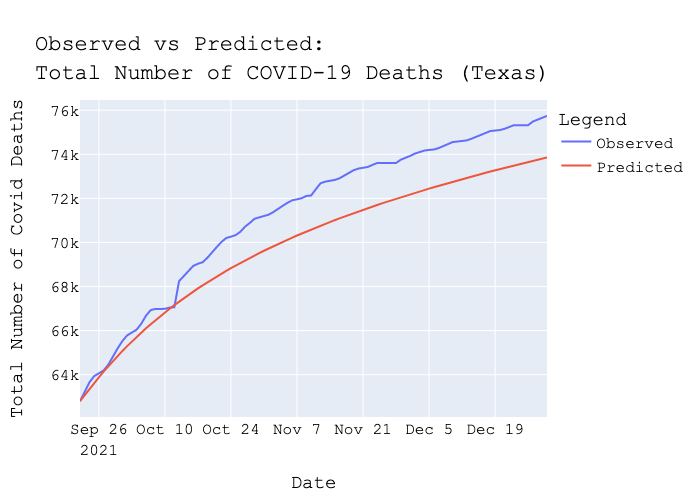 Observed vs Predicted:
Total Number of COVID-19 Deaths (Texas)
Total Number of Covid Deaths
76k
74k
72k
70k
68k
66k
64k
Sep 26 Oct 10 Oct 24 Nov 7 Nov 21 Dec 5 Dec 19
2021
Date
Legend
Observed
Predicted